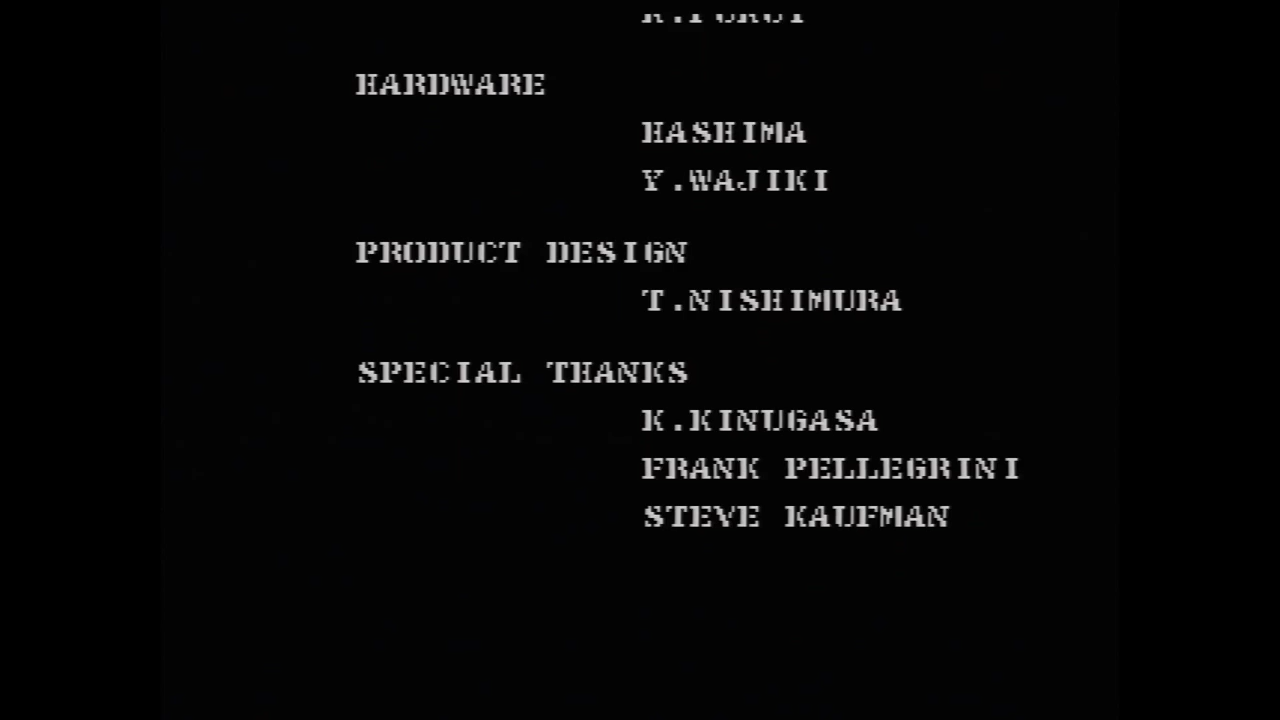 HARDWARE
HASHIMA
Y.WAJIKI
PRODUCT DESIGN
T.NISHIMURA
SPECIAL THANKS
K.KINUGASA
FRANK PELLEGRINI
STEVE KAUFMAN